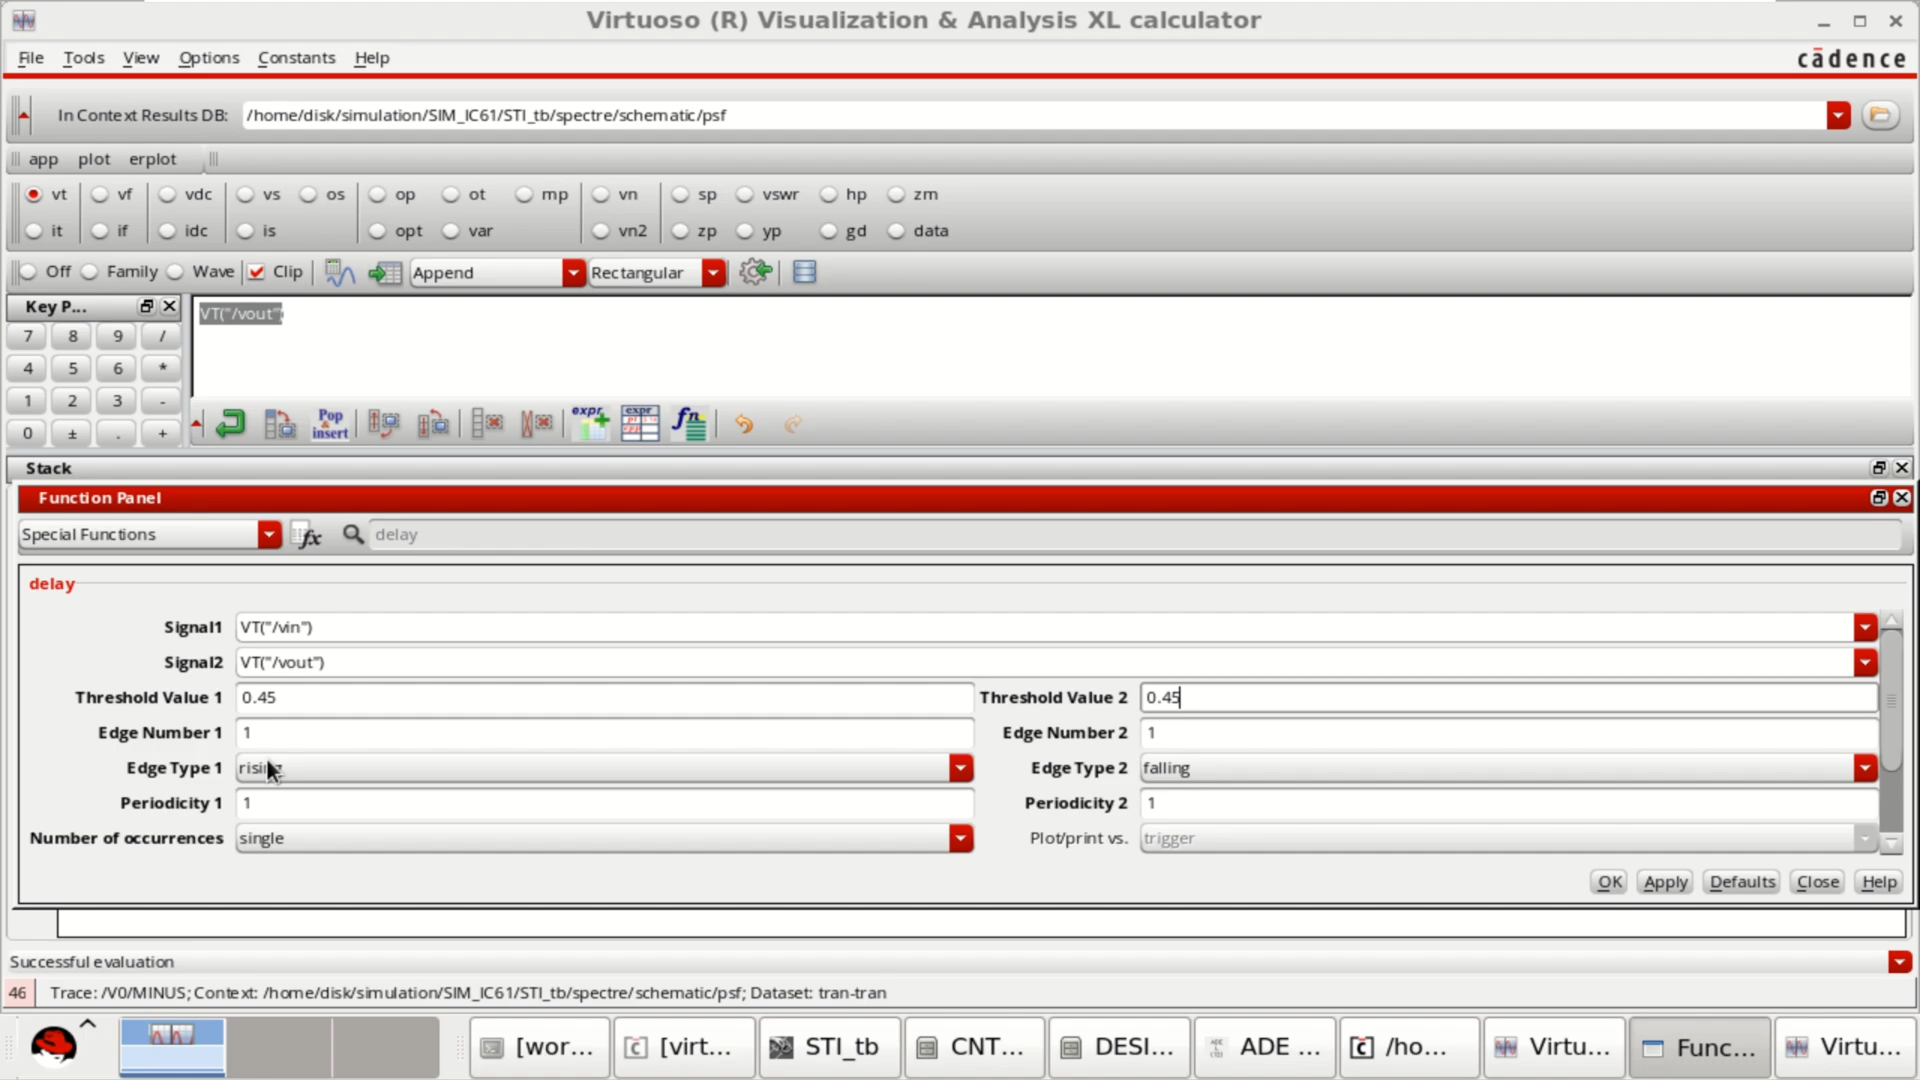 Virtuoso (R) Visualization & Analysis XL calculator
File Tools View Options Constants Help
cādence
In Context Results DB: /home/disk/simulation/SIM_IC61/STI_tb/spectre/schematic/psf
app plot erplot
vt vf vdc vs os op ot mp vn sp vswr hp zm
it if idc is opt var vn2 zp yp gd data
Off Family Wave Clip Append Rectangular
Key P...
VT("/vout")
7 8 9 /
4 5 6 *
1 2 3 -
0 ± . +
Pop insert expr expr fn
Stack
Function Panel
Special Functions fx delay
delay
Signal1 VT("/vin")
Signal2 VT("/vout")
Threshold Value 1 0.45 Threshold Value 2 0.45
Edge Number 1 1 Edge Number 2 1
Edge Type 1 rising Edge Type 2 falling
Periodicity 1 1 Periodicity 2 1
Number of occurrences single Plot/print vs. trigger
OK Apply Defaults Close Help
Successful evaluation
46 Trace: /V0/MINUS; Context: /home/disk/simulation/SIM_IC61/STI_tb/spectre/schematic/psf; Dataset: tran-tran
[wor... [virt... STI_tb CNT... DESI... ADE ... /ho... Virtu... Func... Virtu...